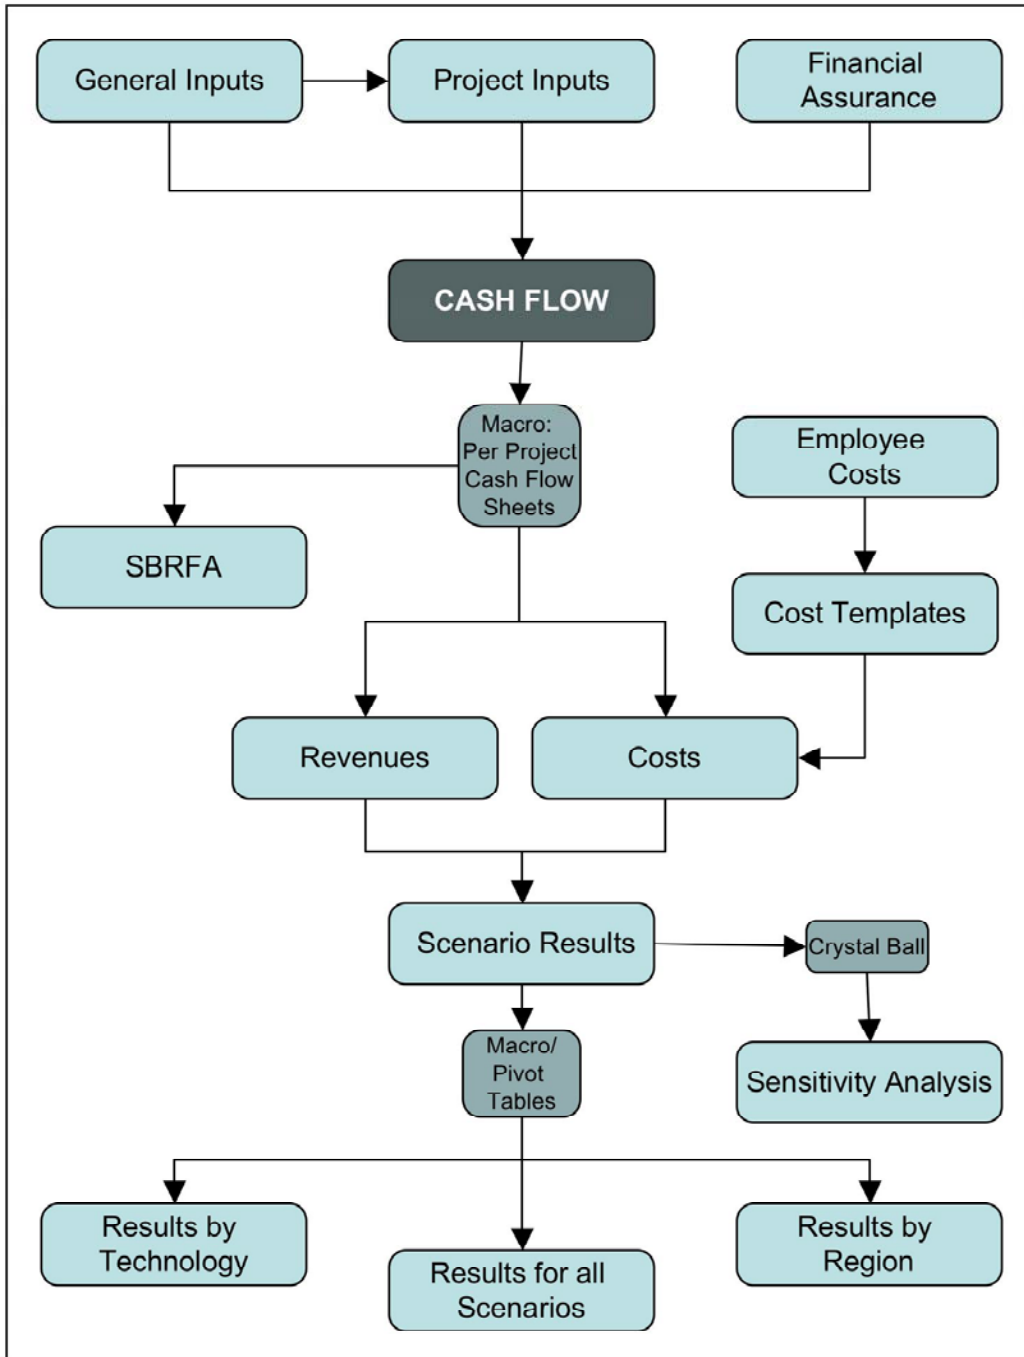 General Inputs
Project Inputs
Financial
Assurance
CASH FLOW
Macro:
Per Project
Cash Flow
Sheets
Employee
Costs
SBRFA
Cost Templates
Revenues
Costs
Scenario Results
Crystal Ball
Macro/
Pivot
Tables
Sensitivity Analysis
Results by
Technology
Results for all
Scenarios
Results by
Region